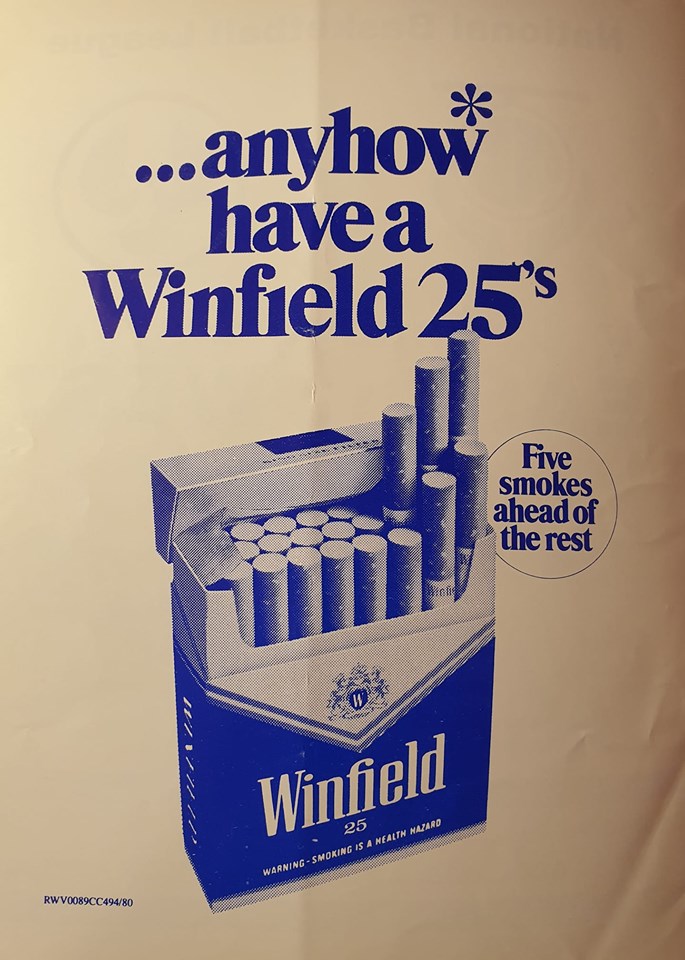 ...anyhow*
have a
Winfield 25's
Five
smokes
ahead of
the rest
W
Winfield
25
WARNING-SMOKING IS A HEALTH HAZARD
RWV0089CC494/80